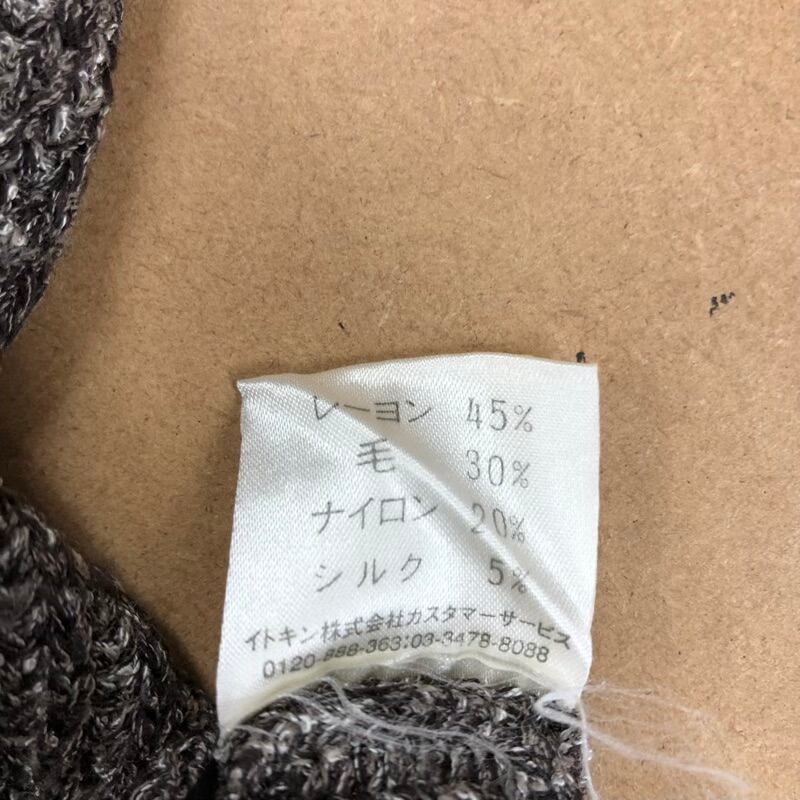 レーヨン 45%
毛 30%
ナイロン 20%
シルク 5%
イトキン株式会社カスタマーサービス
0120-888-363:03-3478-8088